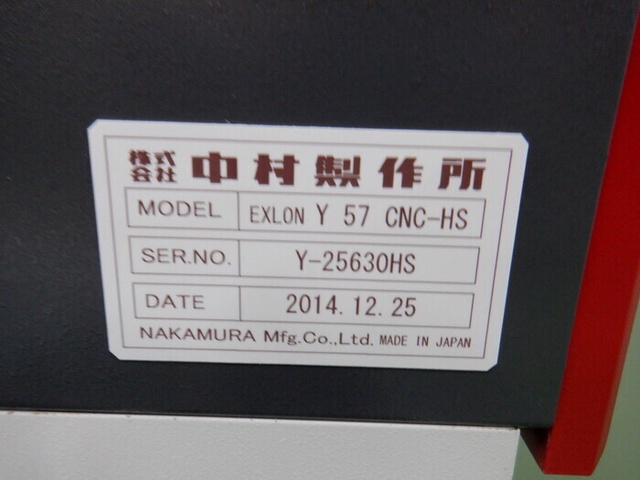 株式会社 中村製作所
MODEL EXLON Y 57 CNC-HS
SER.NO. Y-25630HS
DATE 2014.12.25
NAKAMURA Mfg.Co.,Ltd. MADE IN JAPAN